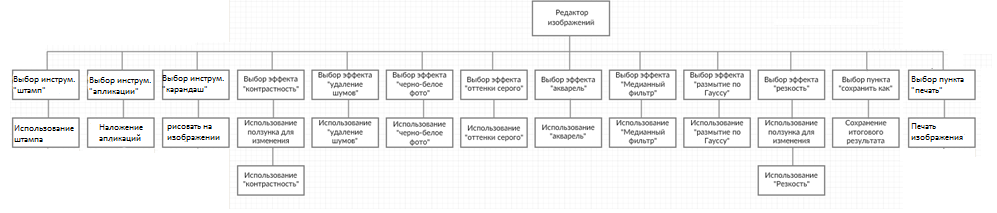 Редактор
изображений
Выбор инструм.
"штамп"
Выбор инструм.
"апликации"
Выбор инструм.
"карандаш"
Выбор эффекта
"контрастность"
Выбор эффекта
"удаление
шумов"
Выбор эффекта
"черно-белое
фото"
Выбор эффекта
"оттенки серого"
Выбор эффекта
"акварель"
Выбор эффекта
"Медианный
фильтр"
Выбор эффекта
"размытие по
Гауссу"
Выбор эффекта
"резкость"
Выбор пункта
"сохранить как"
Выбор пункта
"печать"
Использование
штампа
Наложение
апликаций
рисовать на
изображении
Использование
ползунка для
изменения
Использование
"удаление
шумов"
Использование
"черно-белое
фото"
Использование
"оттенки серого"
Использование
"акварель"
Использование
"Медианный
фильтр"
Использование
"размытие по
Гауссу"
Использование
ползунка для
изменения
Сохранение
итогового
результата
Печать
изображения
Использование
"контрастность"
Использование
"Резкость"